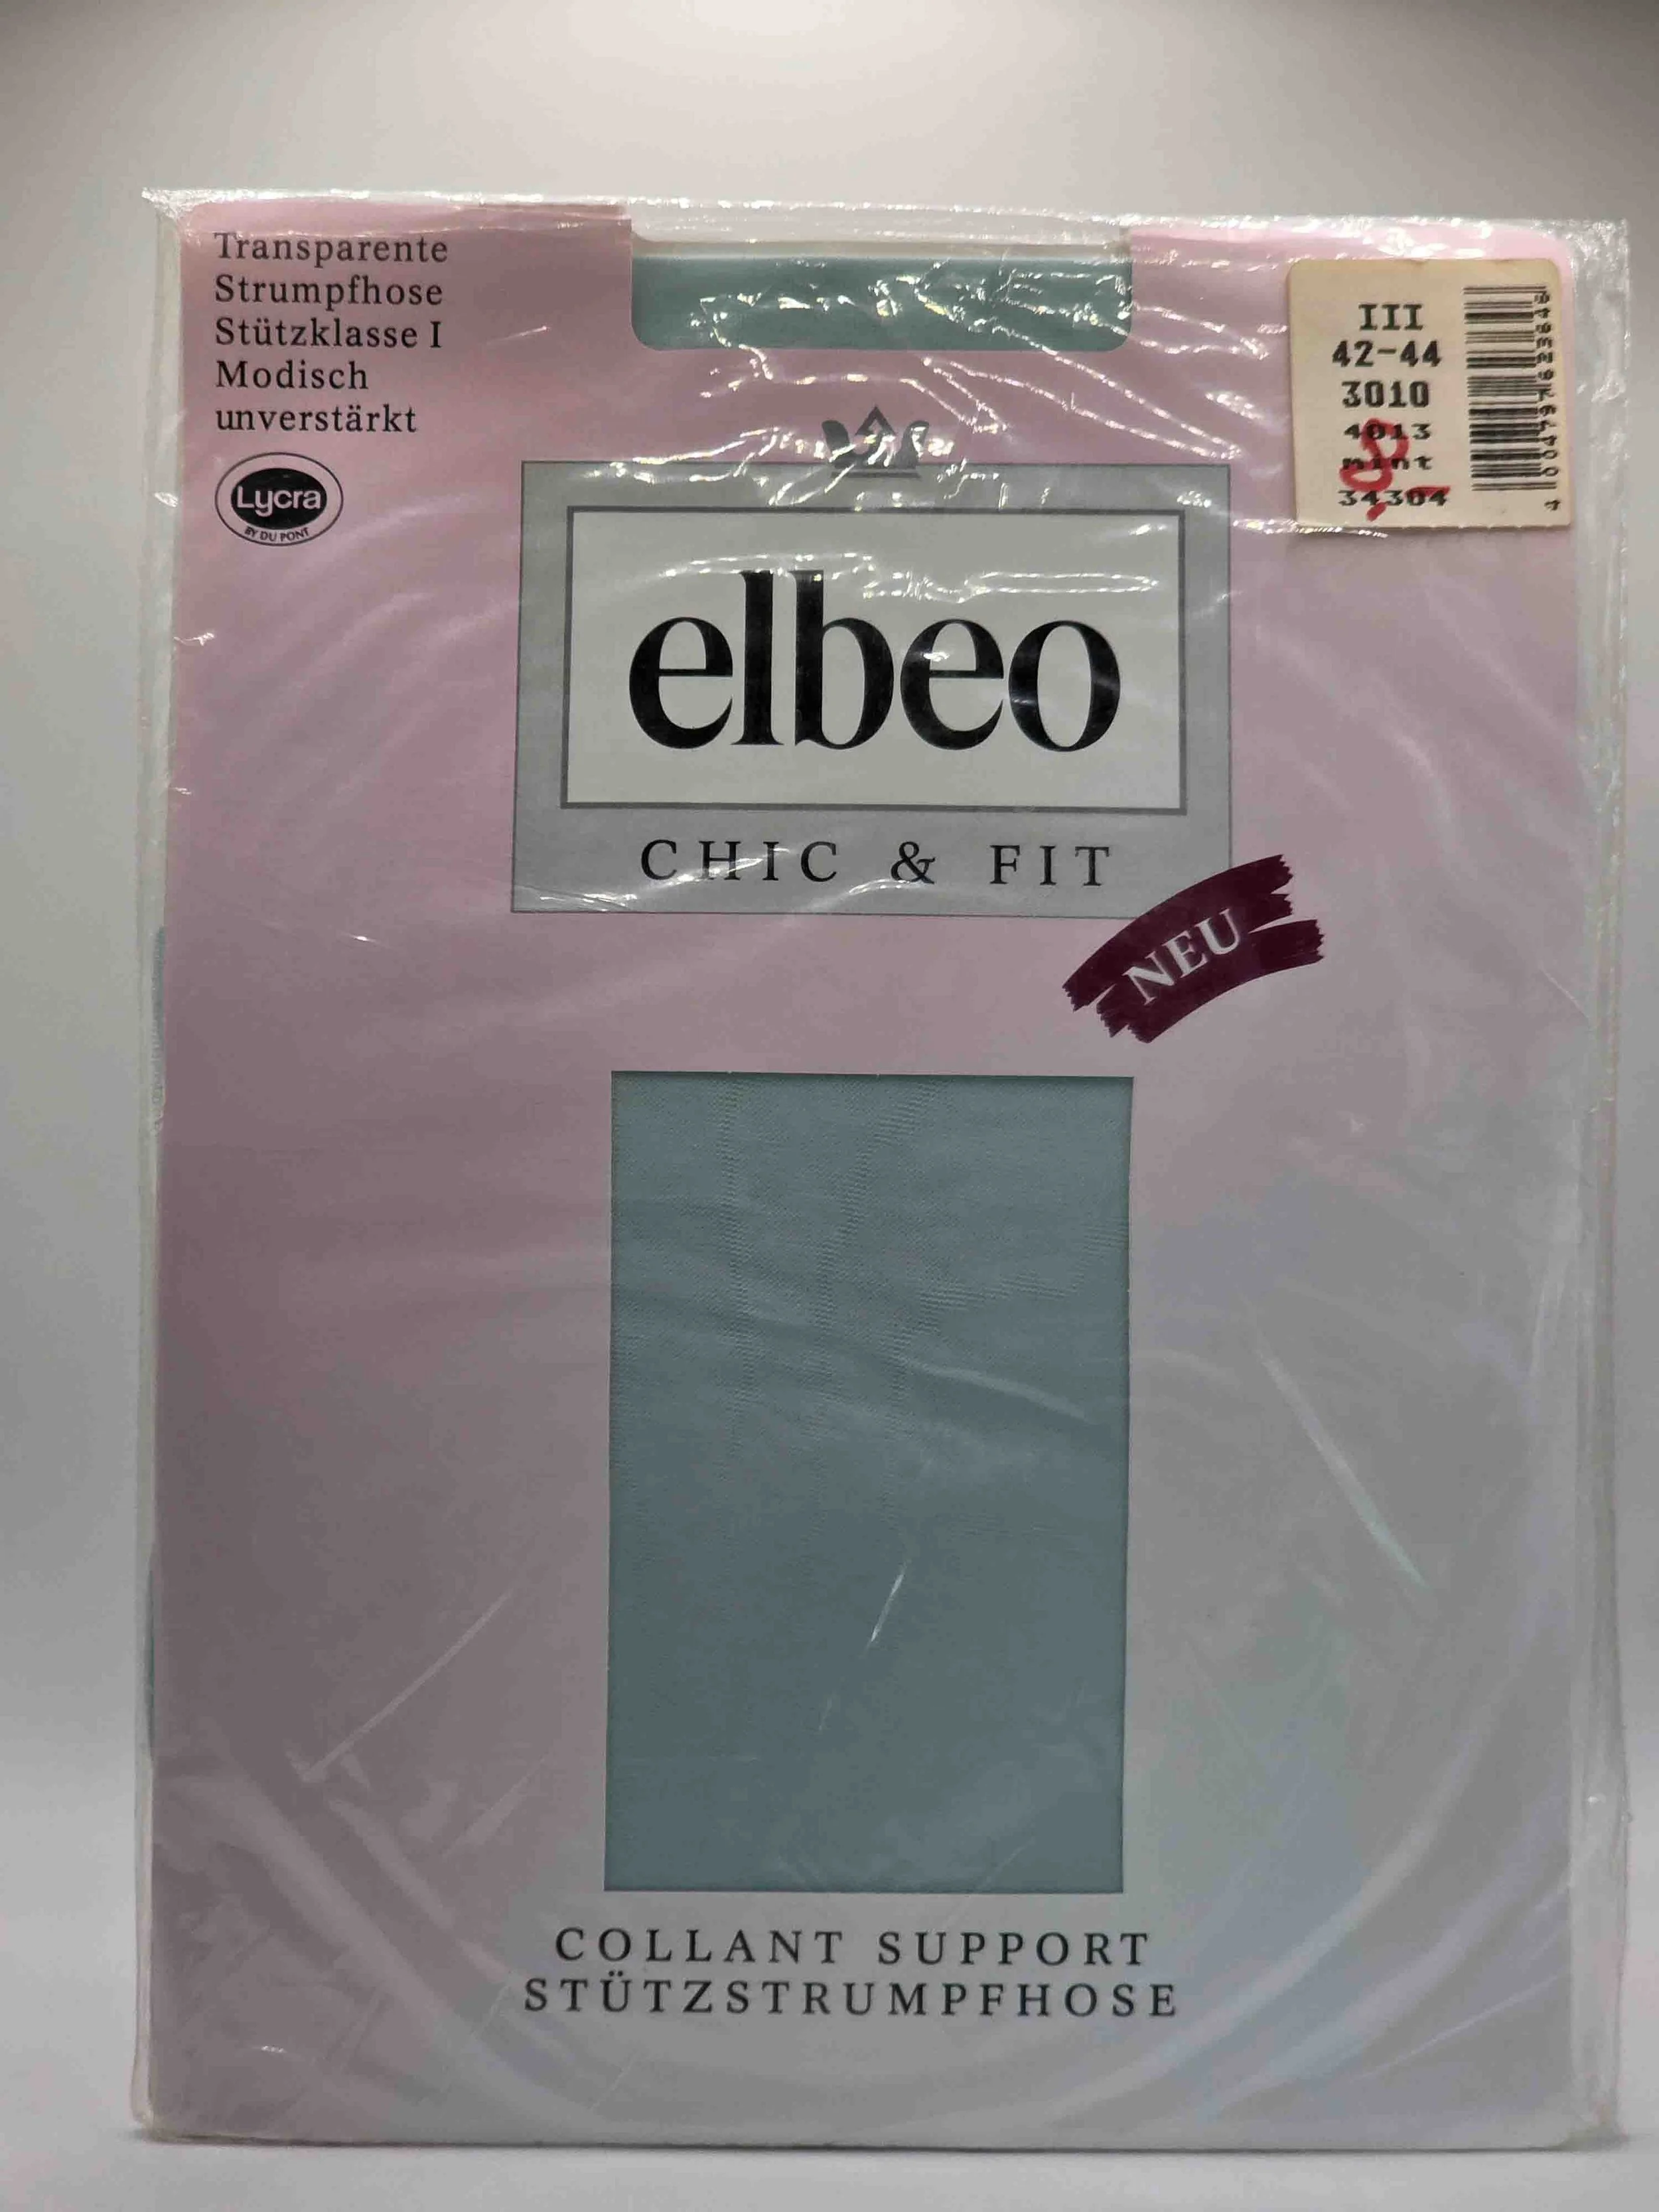 Transparente
Strumpfhose
Stützklasse I
Modisch
unverstärkt
Lycra
BY DU PONT
III
42-44
3010
4013
mint
34304
elbeo
CHIC & FIT
NEU
COLLANT SUPPORT
STÜTZSTRUMPFHOSE